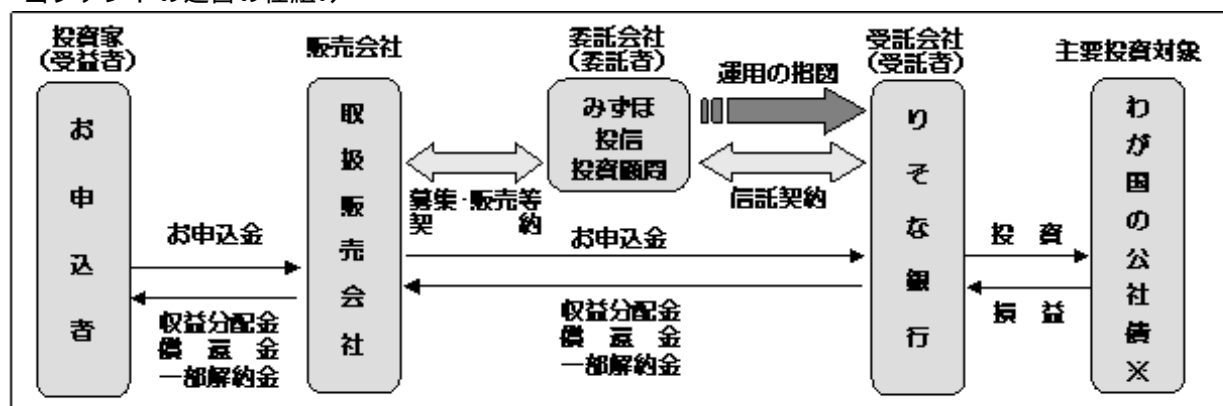 投資家
(受益者)
お申込者
お申込金
収益分配金
償還金
一部解約金
販売会社
取扱販売会社
募集・販売等
契約
委託会社
(委託者)
みずほ
投信
投資顧問
運用の指図
信託契約
お申込金
収益分配金
償還金
一部解約金
受託会社
(受託者)
りそな銀行
投資
損益
主要投資対象
わが国の公社債※